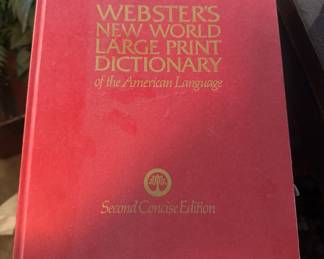 WEBSTER'S
NEW WORLD
LARGE PRINT
DICTIONARY
of the American Language
Second Concise Edition